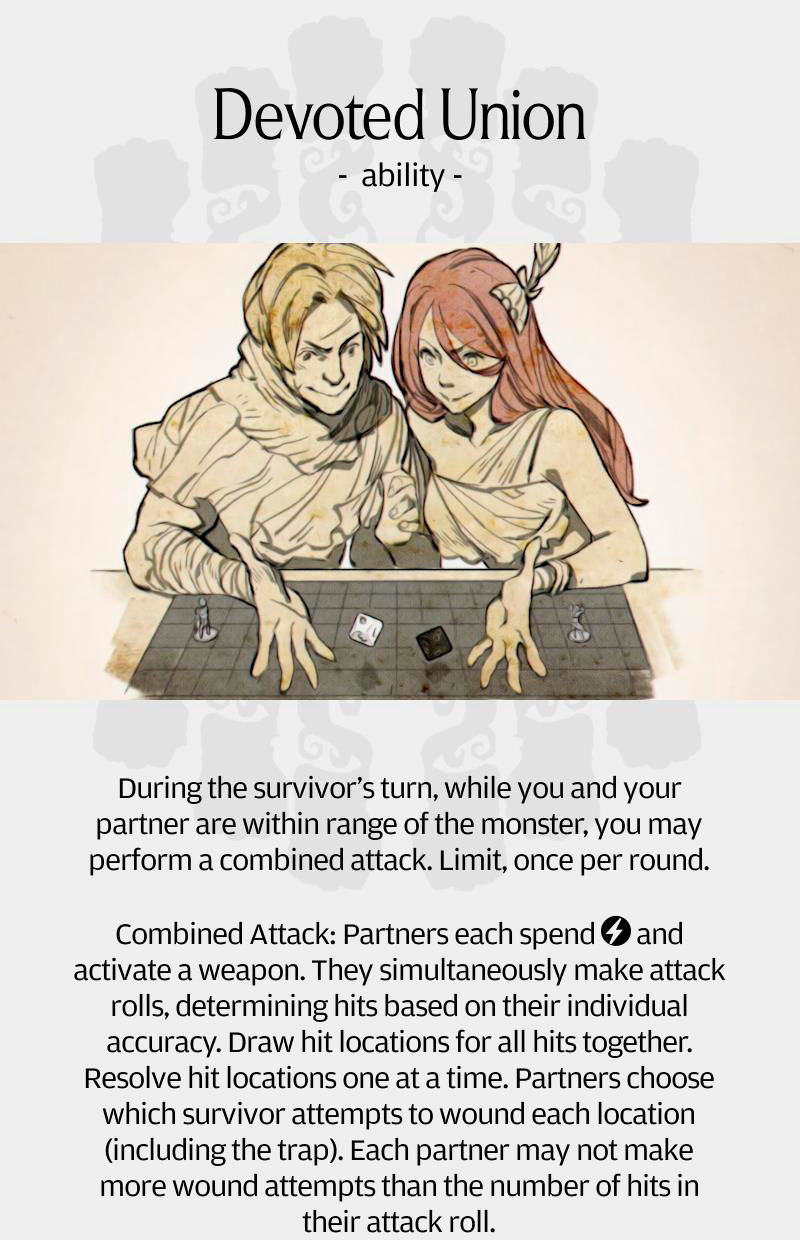 Devoted Union
- ability -
During the survivor’s turn, while you and your
partner are within range of the monster, you may
perform a combined attack. Limit, once per round.
Combined Attack: Partners each spend and
activate a weapon. They simultaneously make attack
rolls, determining hits based on their individual
accuracy. Draw hit locations for all hits together.
Resolve hit locations one at a time. Partners choose
which survivor attempts to wound each location
(including the trap). Each partner may not make
more wound attempts than the number of hits in
their attack roll.